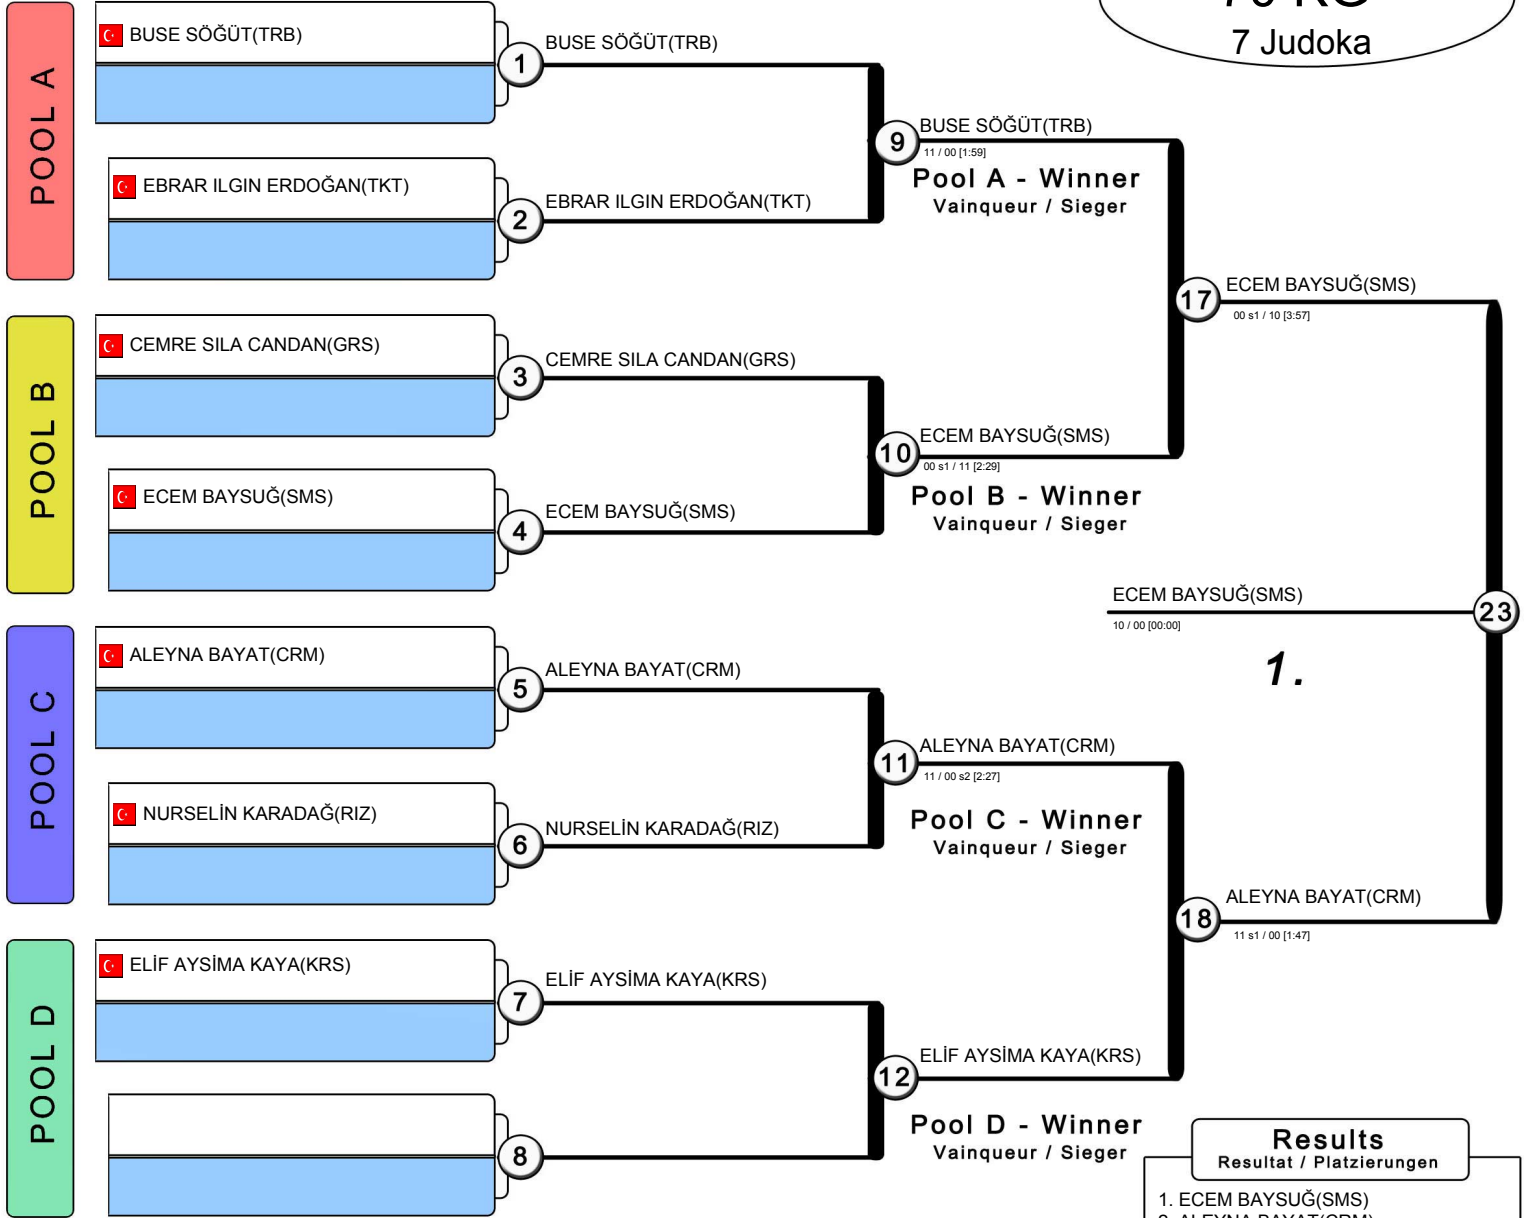 70 KG
7 Judoka
POOL A
BUSE SÖĞÜT(TRB)
1
BUSE SÖĞÜT(TRB)
EBRAR ILGIN ERDOĞAN(TKT)
2
EBRAR ILGIN ERDOĞAN(TKT)
9
BUSE SÖĞÜT(TRB)
11 / 00 [1:59]
Pool A - Winner
Vainqueur / Sieger
POOL B
CEMRE SILA CANDAN(GRS)
3
CEMRE SILA CANDAN(GRS)
ECEM BAYSUĞ(SMS)
4
ECEM BAYSUĞ(SMS)
10
ECEM BAYSUĞ(SMS)
00 s1 / 11 [2:29]
Pool B - Winner
Vainqueur / Sieger
17
ECEM BAYSUĞ(SMS)
00 s1 / 10 [3:57]
ECEM BAYSUĞ(SMS)
10 / 00 [00:00]
23
1.
POOL C
ALEYNA BAYAT(CRM)
5
ALEYNA BAYAT(CRM)
NURSELİN KARADAĞ(RIZ)
6
NURSELİN KARADAĞ(RIZ)
11
ALEYNA BAYAT(CRM)
11 / 00 s2 [2:27]
Pool C - Winner
Vainqueur / Sieger
18
ALEYNA BAYAT(CRM)
11 s1 / 00 [1:47]
POOL D
ELİF AYSİMA KAYA(KRS)
7
ELİF AYSİMA KAYA(KRS)
8
12
ELİF AYSİMA KAYA(KRS)
Pool D - Winner
Vainqueur / Sieger
Results
Resultat / Platzierungen
1. ECEM BAYSUĞ(SMS)
2. ALEYNA BAYAT(CRM)